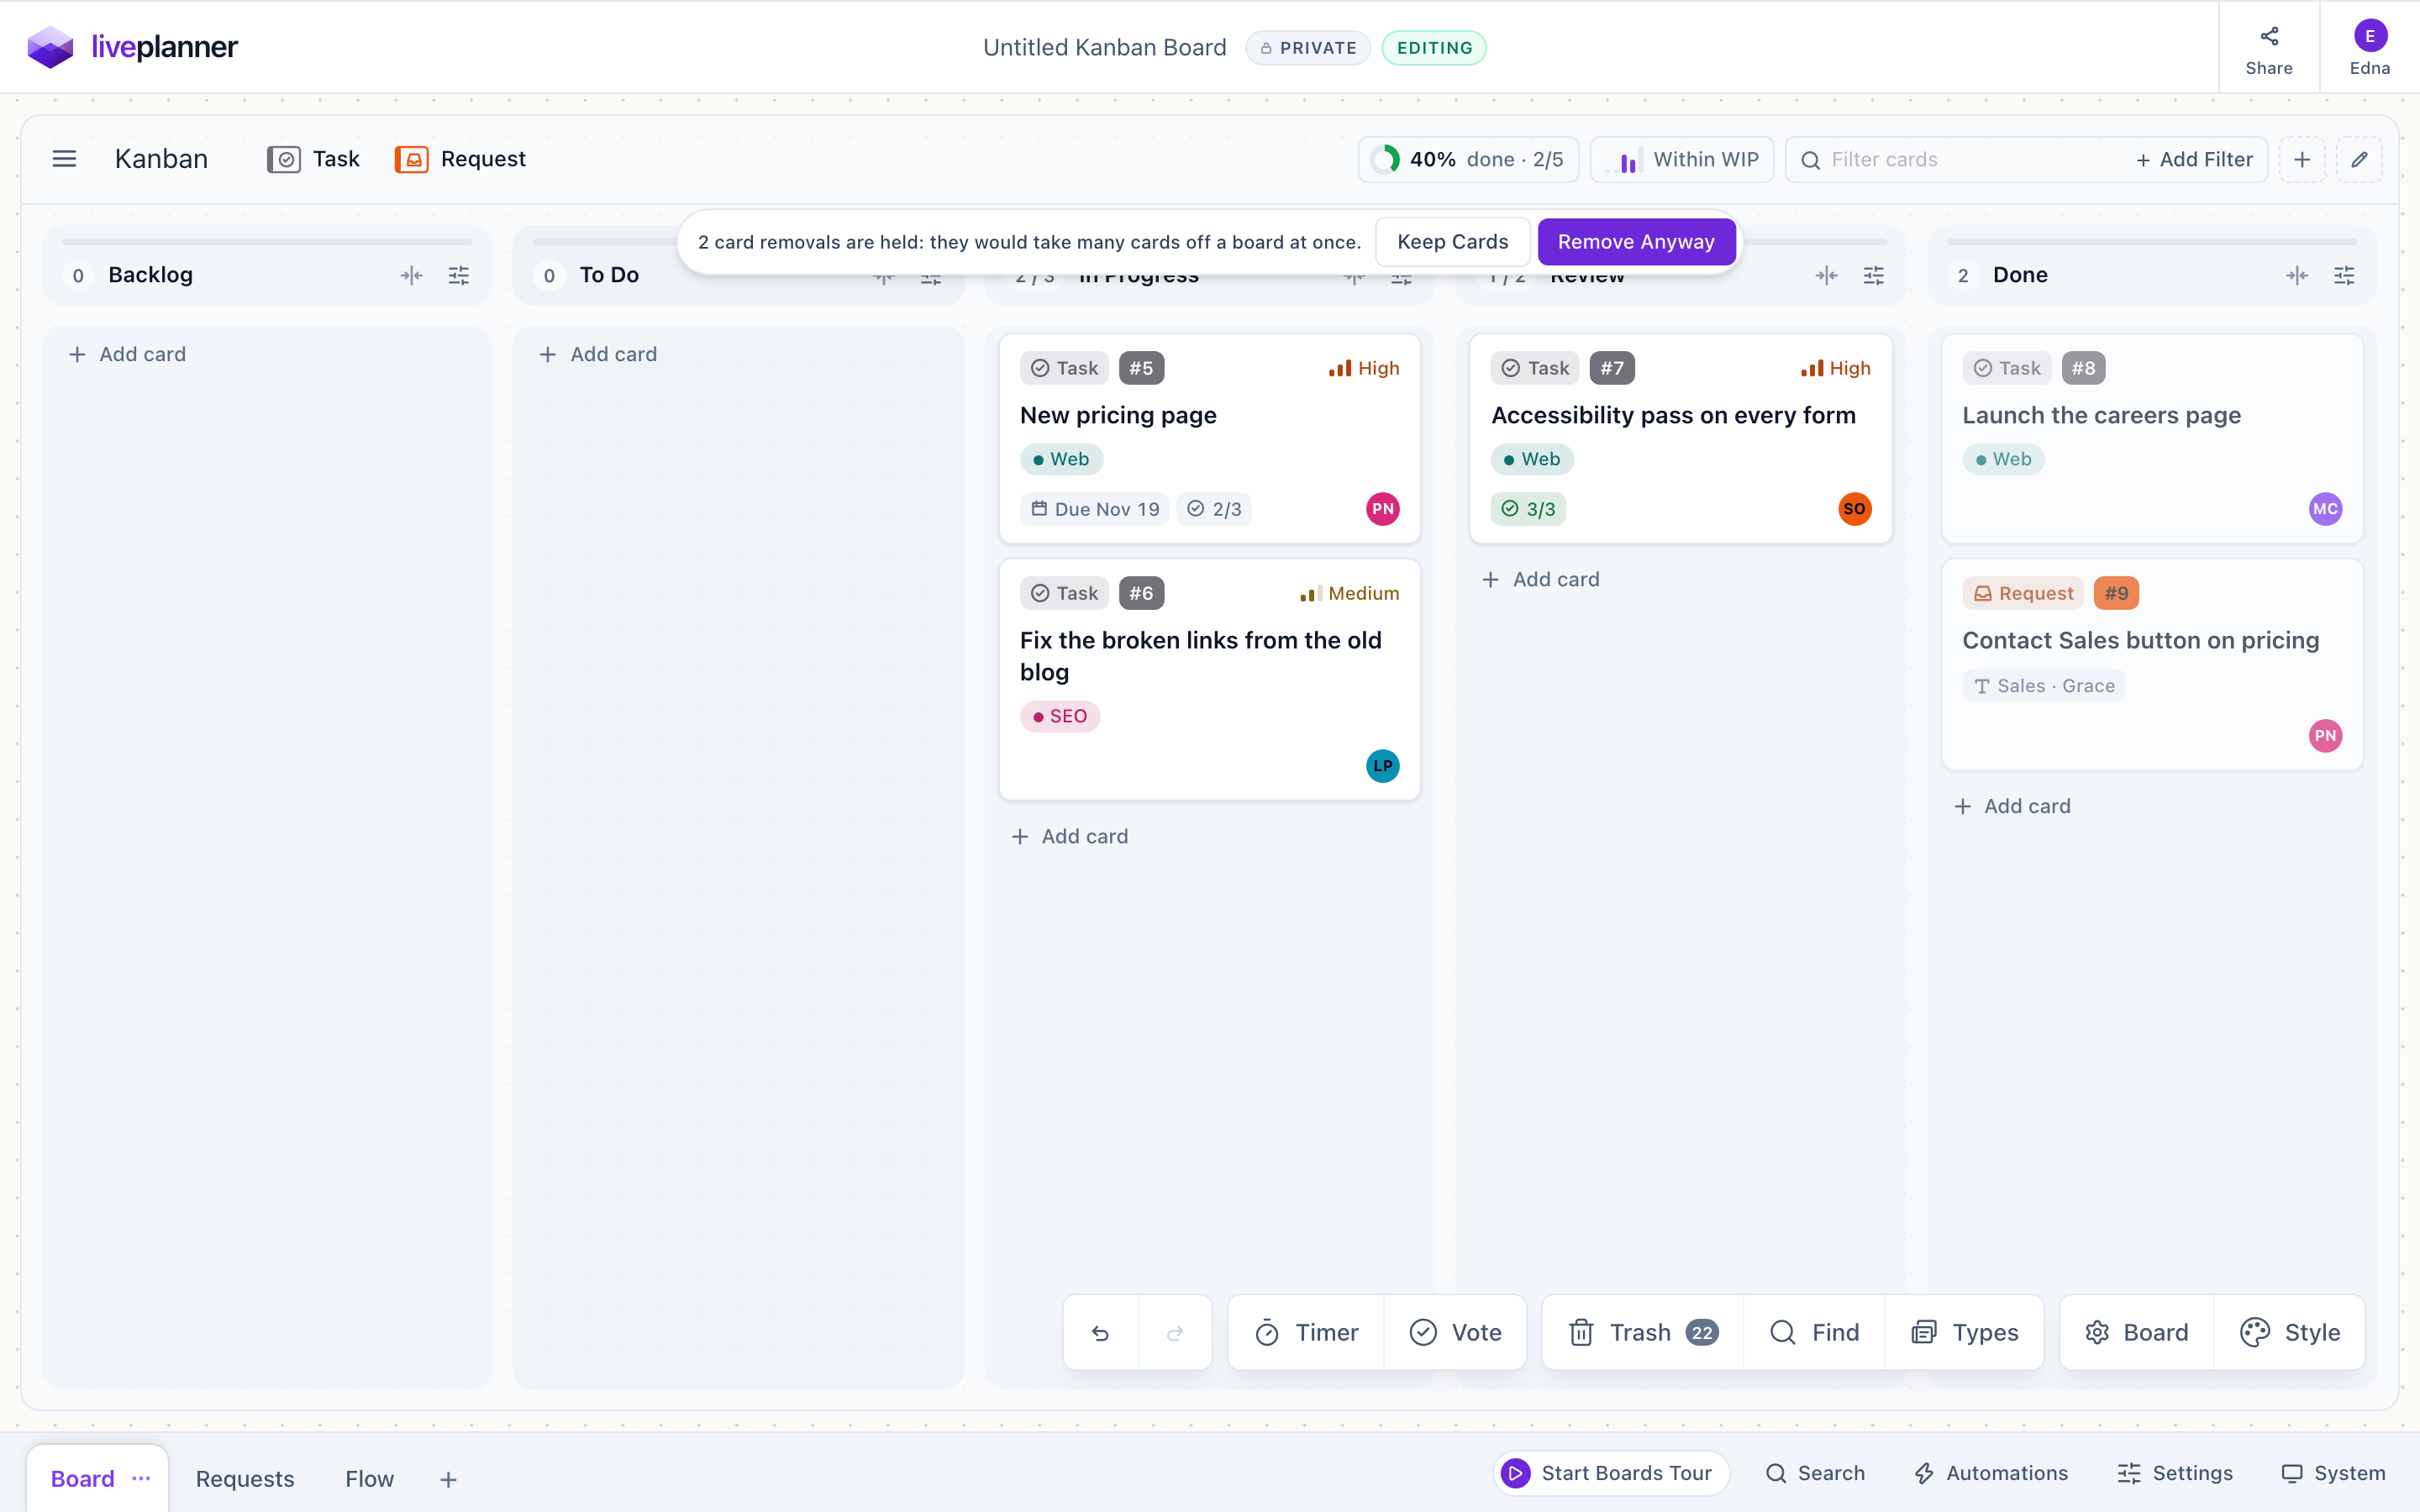 liveplanner
Untitled Kanban Board
PRIVATE
EDITING
Share
E
Edna
Kanban
Task
Request
40% done · 2/5
Within WIP
Filter cards
+ Add Filter
2 card removals are held: they would take many cards off a board at once.
Keep Cards
Remove Anyway
0 Backlog
0 To Do
2 / 3 In Progress
1 / 2 Review
2 Done
+ Add card
+ Add card
Task #5 High
New pricing page
Web
Due Nov 19 2/3 PN
Task #6 Medium
Fix the broken links from the old
blog
SEO
LP
+ Add card
Task #7 High
Accessibility pass on every form
Web
3/3 SO
+ Add card
Task #8
Launch the careers page
Web
MC
Request #9
Contact Sales button on pricing
Sales · Grace
PN
+ Add card
Timer
Vote
Trash 22
Find
Types
Board
Style
Board
Requests
Flow
Start Boards Tour
Search
Automations
Settings
System